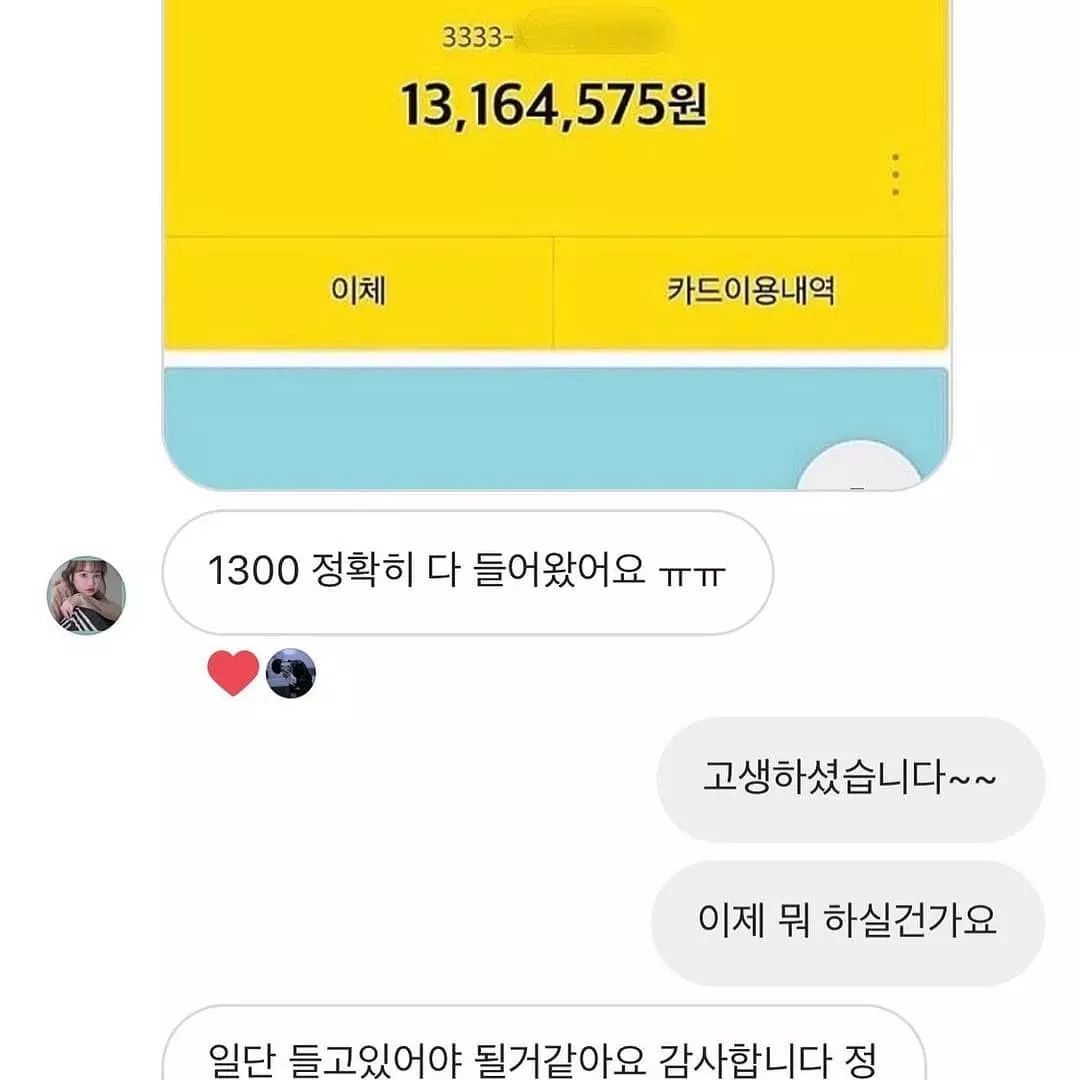 3333-
13,164,575원
이체
카드이용내역
1300 정확히 다 들어왔어요 ㅠㅠ
고생하셨습니다~~
이제 뭐 하실건가요
일단 들고있어야 될거같아요 감사합니다 정